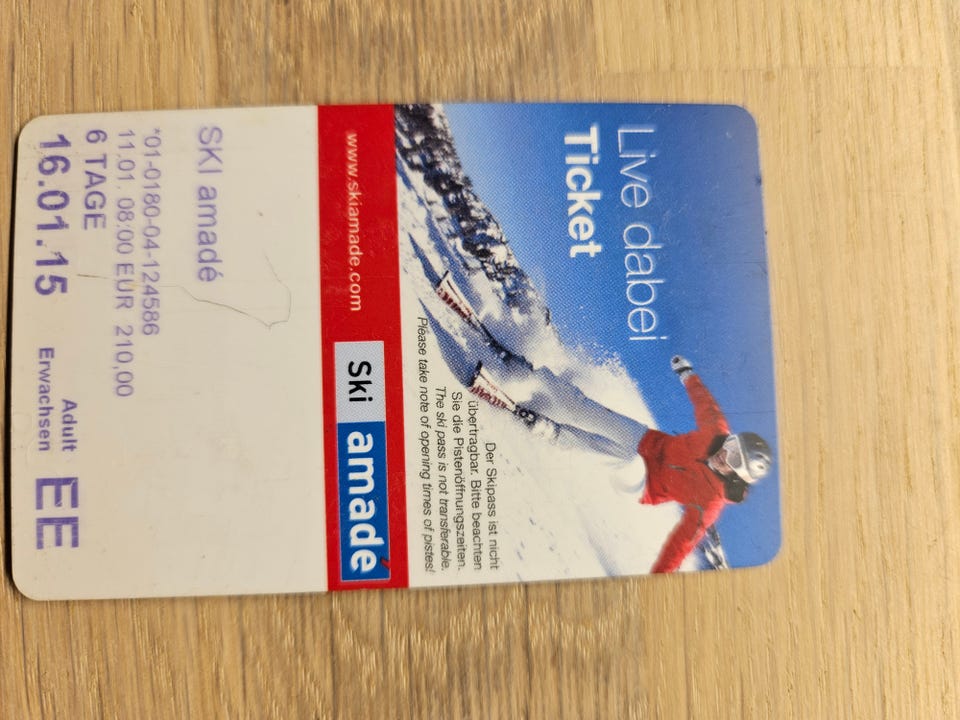 Live dabei
Ticket
Der Skipass ist nicht
übertragbar. Bitte beachten
Sie die Pistenöffnungszeiten.
The ski pass is not transferable.
Please take note of opening times of pistes!
www.skiamade.com
Ski amadé
SKI amadé
*01-0180-04-124586
11.01. 08:00 EUR 210,00
6 TAGE
Adult
16.01.15 Erwachsen EE